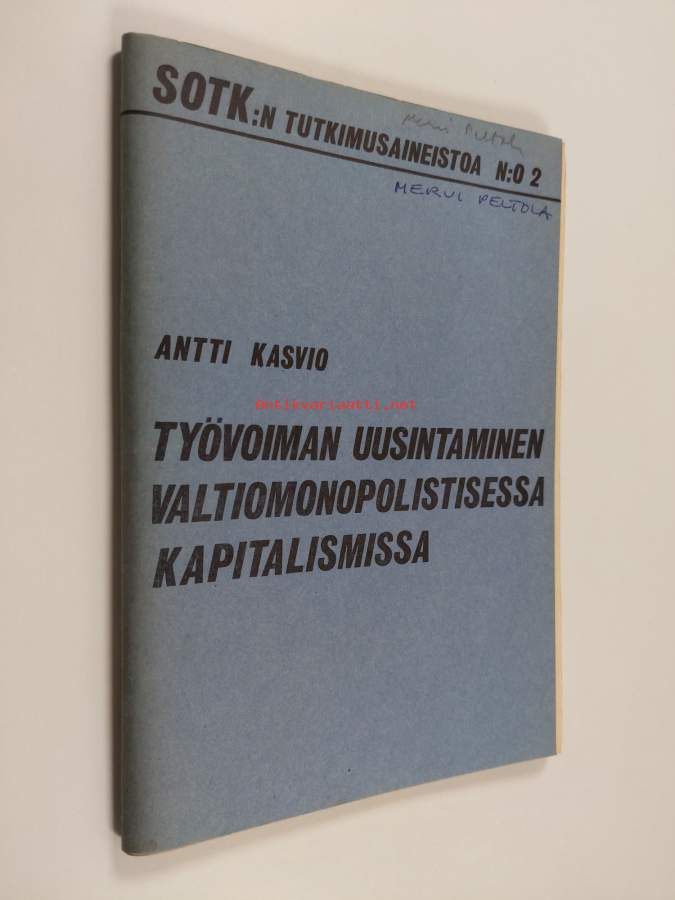 SOTK:N TUTKIMUSAINEISTOA N:O 2
MERVI PELTOLA
ANTTI KASVIO
Antikvariaatti.net
TYÖVOIMAN UUSINTAMINEN
VALTIOMONOPOLISTISESSA
KAPITALISMISSA